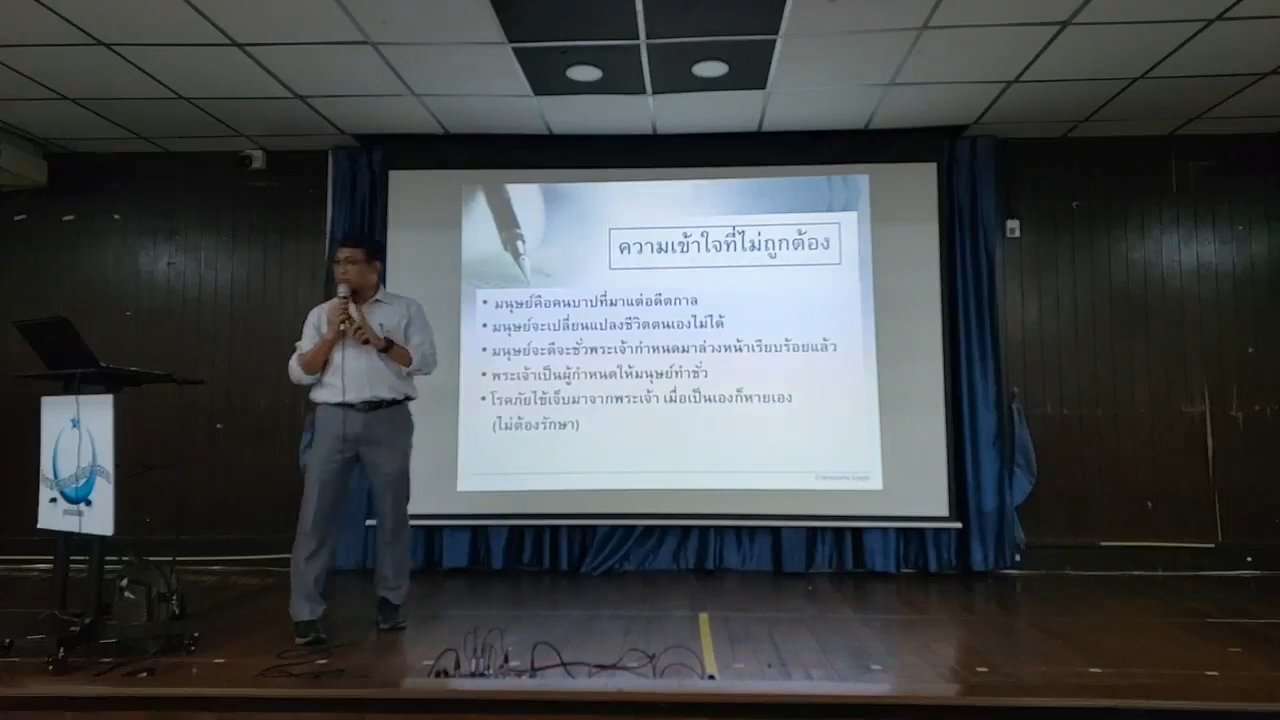 ความเข้าใจที่ไม่ถูกต้อง
• มนุษย์คือคนบาปที่มาแต่อดีตกาล
• มนุษย์จะเปลี่ยนแปลงชีวิตตนเองไม่ได้
• มนุษย์จะดีจะชั่วพระเจ้ากำหนดมาล่วงหน้าเรียบร้อยแล้ว
• พระเจ้าเป็นผู้กำหนดให้มนุษย์ทำชั่ว
• โรคภัยไข้เจ็บมาจากพระเจ้า เมื่อเป็นเองก็หายเอง
(ไม่ต้องรักษา)